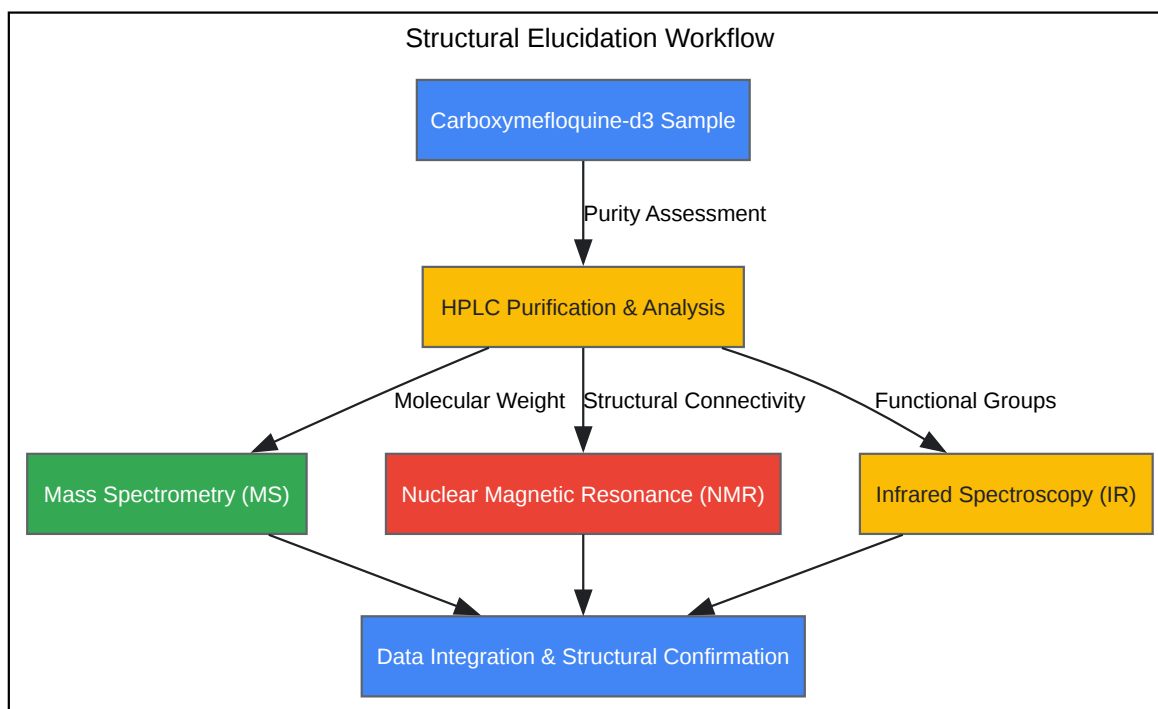 Structural Elucidation Workflow
Carboxymefloquine-d3 Sample
Purity Assessment
HPLC Purification & Analysis
Molecular Weight
Structural Connectivity
Functional Groups
Mass Spectrometry (MS)
Nuclear Magnetic Resonance (NMR)
Infrared Spectroscopy (IR)
Data Integration & Structural Confirmation